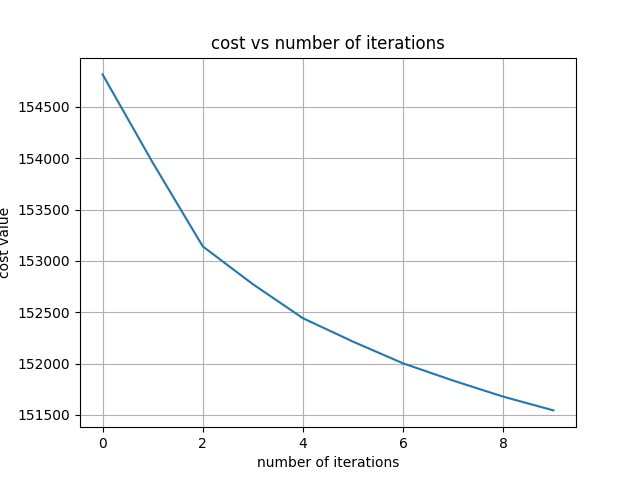 cost vs number of iterations
154500
154000
153500
153000
152500
152000
151500
cost value
0 2 4 6 8
number of iterations